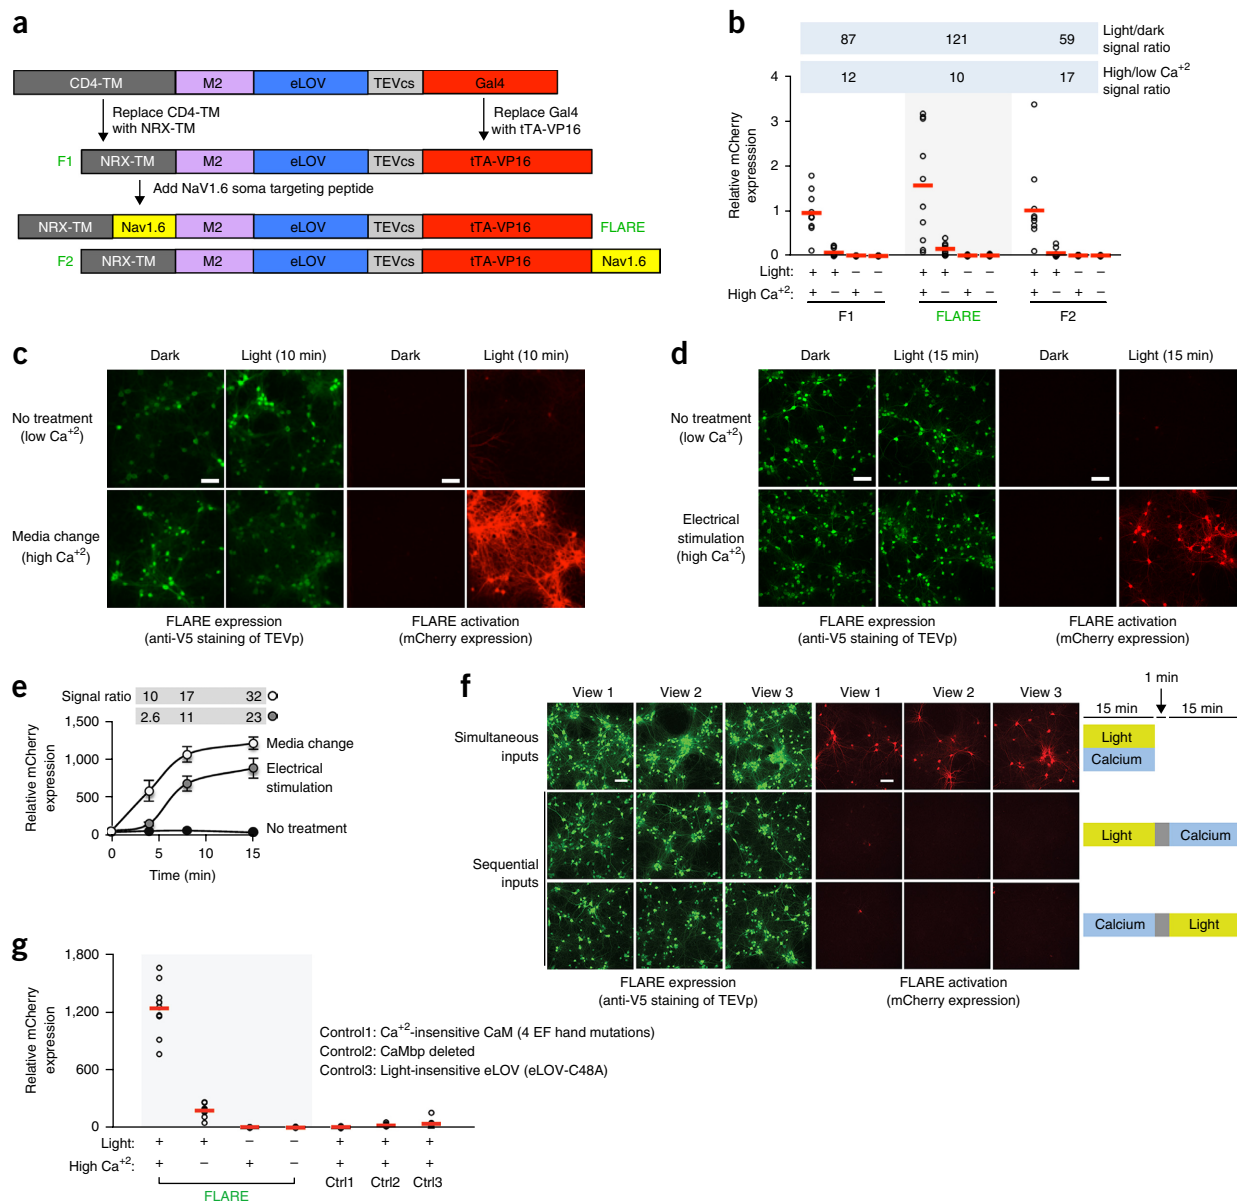 a
CD4-TM M2 eLOV TEVcs Gal4
Replace CD4-TM
with NRX-TM
Replace Gal4
with tTA-VP16
F1 NRX-TM M2 eLOV TEVcs tTA-VP16
Add NaV1.6 soma targeting peptide
NRX-TM Nav1.6 M2 eLOV TEVcs tTA-VP16 FLARE
F2 NRX-TM M2 eLOV TEVcs tTA-VP16 Nav1.6
b
87 121 59 Light/dark
signal ratio
12 10 17 High/low Ca+2
signal ratio
Relative mCherry
expresssion
4
3
2
1
0
Light: + + – – + + – – + + – –
High Ca+2: + – + – + – + – + – + –
F1 FLARE F2
c
Dark Light (10 min) Dark Light (10 min)
No treatment
(low Ca+2)
Media change
(high Ca+2)
FLARE expression
(anti-V5 staining of TEVp)
FLARE activation
(mCherry expression)
d
Dark Light (15 min) Dark Light (15 min)
No treatment
(low Ca+2)
Electrical
stimulation
(high Ca+2)
FLARE expression
(anti-V5 staining of TEVp)
FLARE activation
(mCherry expression)
e
Signal ratio 10 17 32
2.6 11 23
Relative mCherry
expression
1,500
1,000
500
0
Media change
Electrical
stimulation
No treatment
0 5 10 15
Time (min)
f
View 1 View 2 View 3 View 1 View 2 View 3
Simultaneous
inputs
Sequential
inputs
1 min
15 min 15 min
Light
Calcium
Light Calcium
Calcium Light
FLARE expression
(anti-V5 staining of TEVp)
FLARE activation
(mCherry expression)
g
Relative mCherry
expression
1,800
1,200
600
0
Control1: Ca+2-insensitive CaM (4 EF hand mutations)
Control2: CaMbp deleted
Control3: Light-insensitive eLOV (eLOV-C48A)
Light: + + – – + + +
High Ca+2: + – + – + + +
FLARE Ctrl1 Ctrl2 Ctrl3